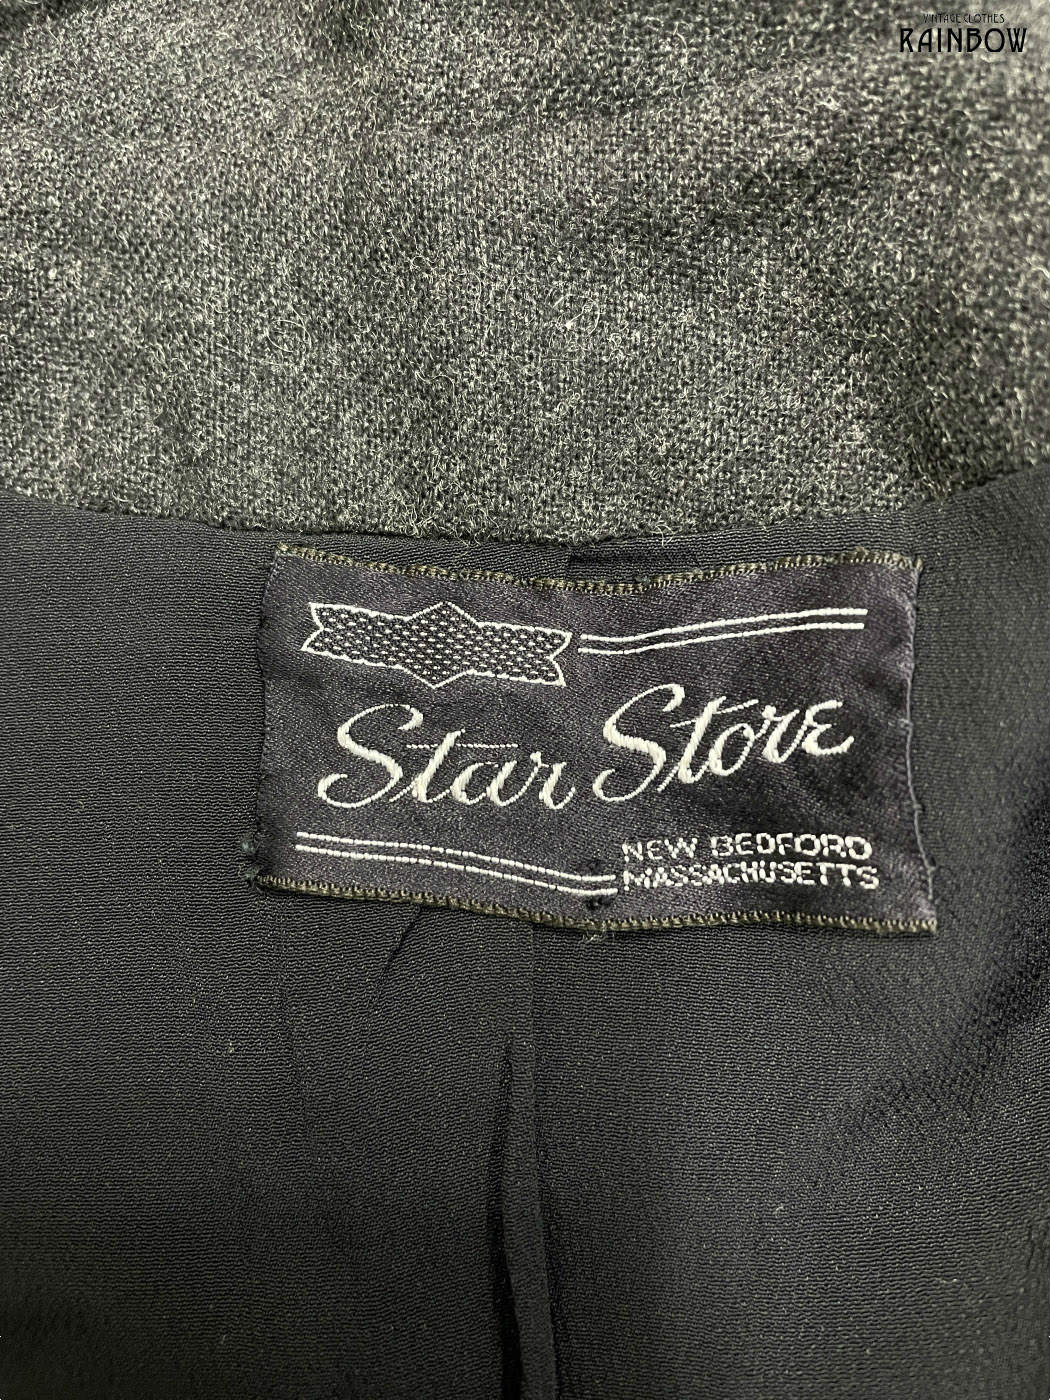 VINTAGE CLOTHES
RAINBOW
Star Store
NEW BEDFORD
MASSACHUSETTS